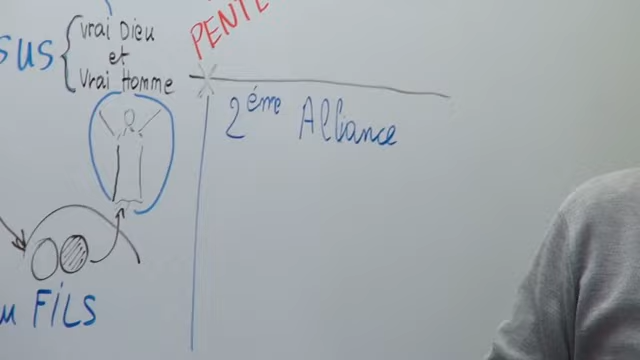 PENTE
SUS
vrai Dieu
et
Vrai Homme
2ème Alliance
FILS